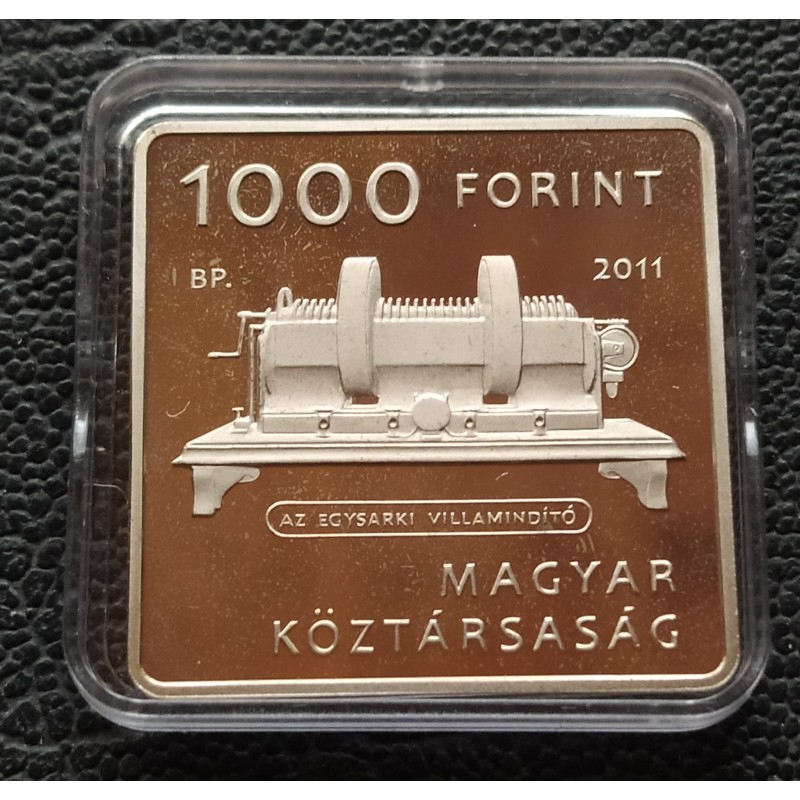 1000 FORINT
BP. 2011
AZ EGYSARKI VILLAMINDÍTÓ
MAGYAR
KÖZTÁRSASÁG